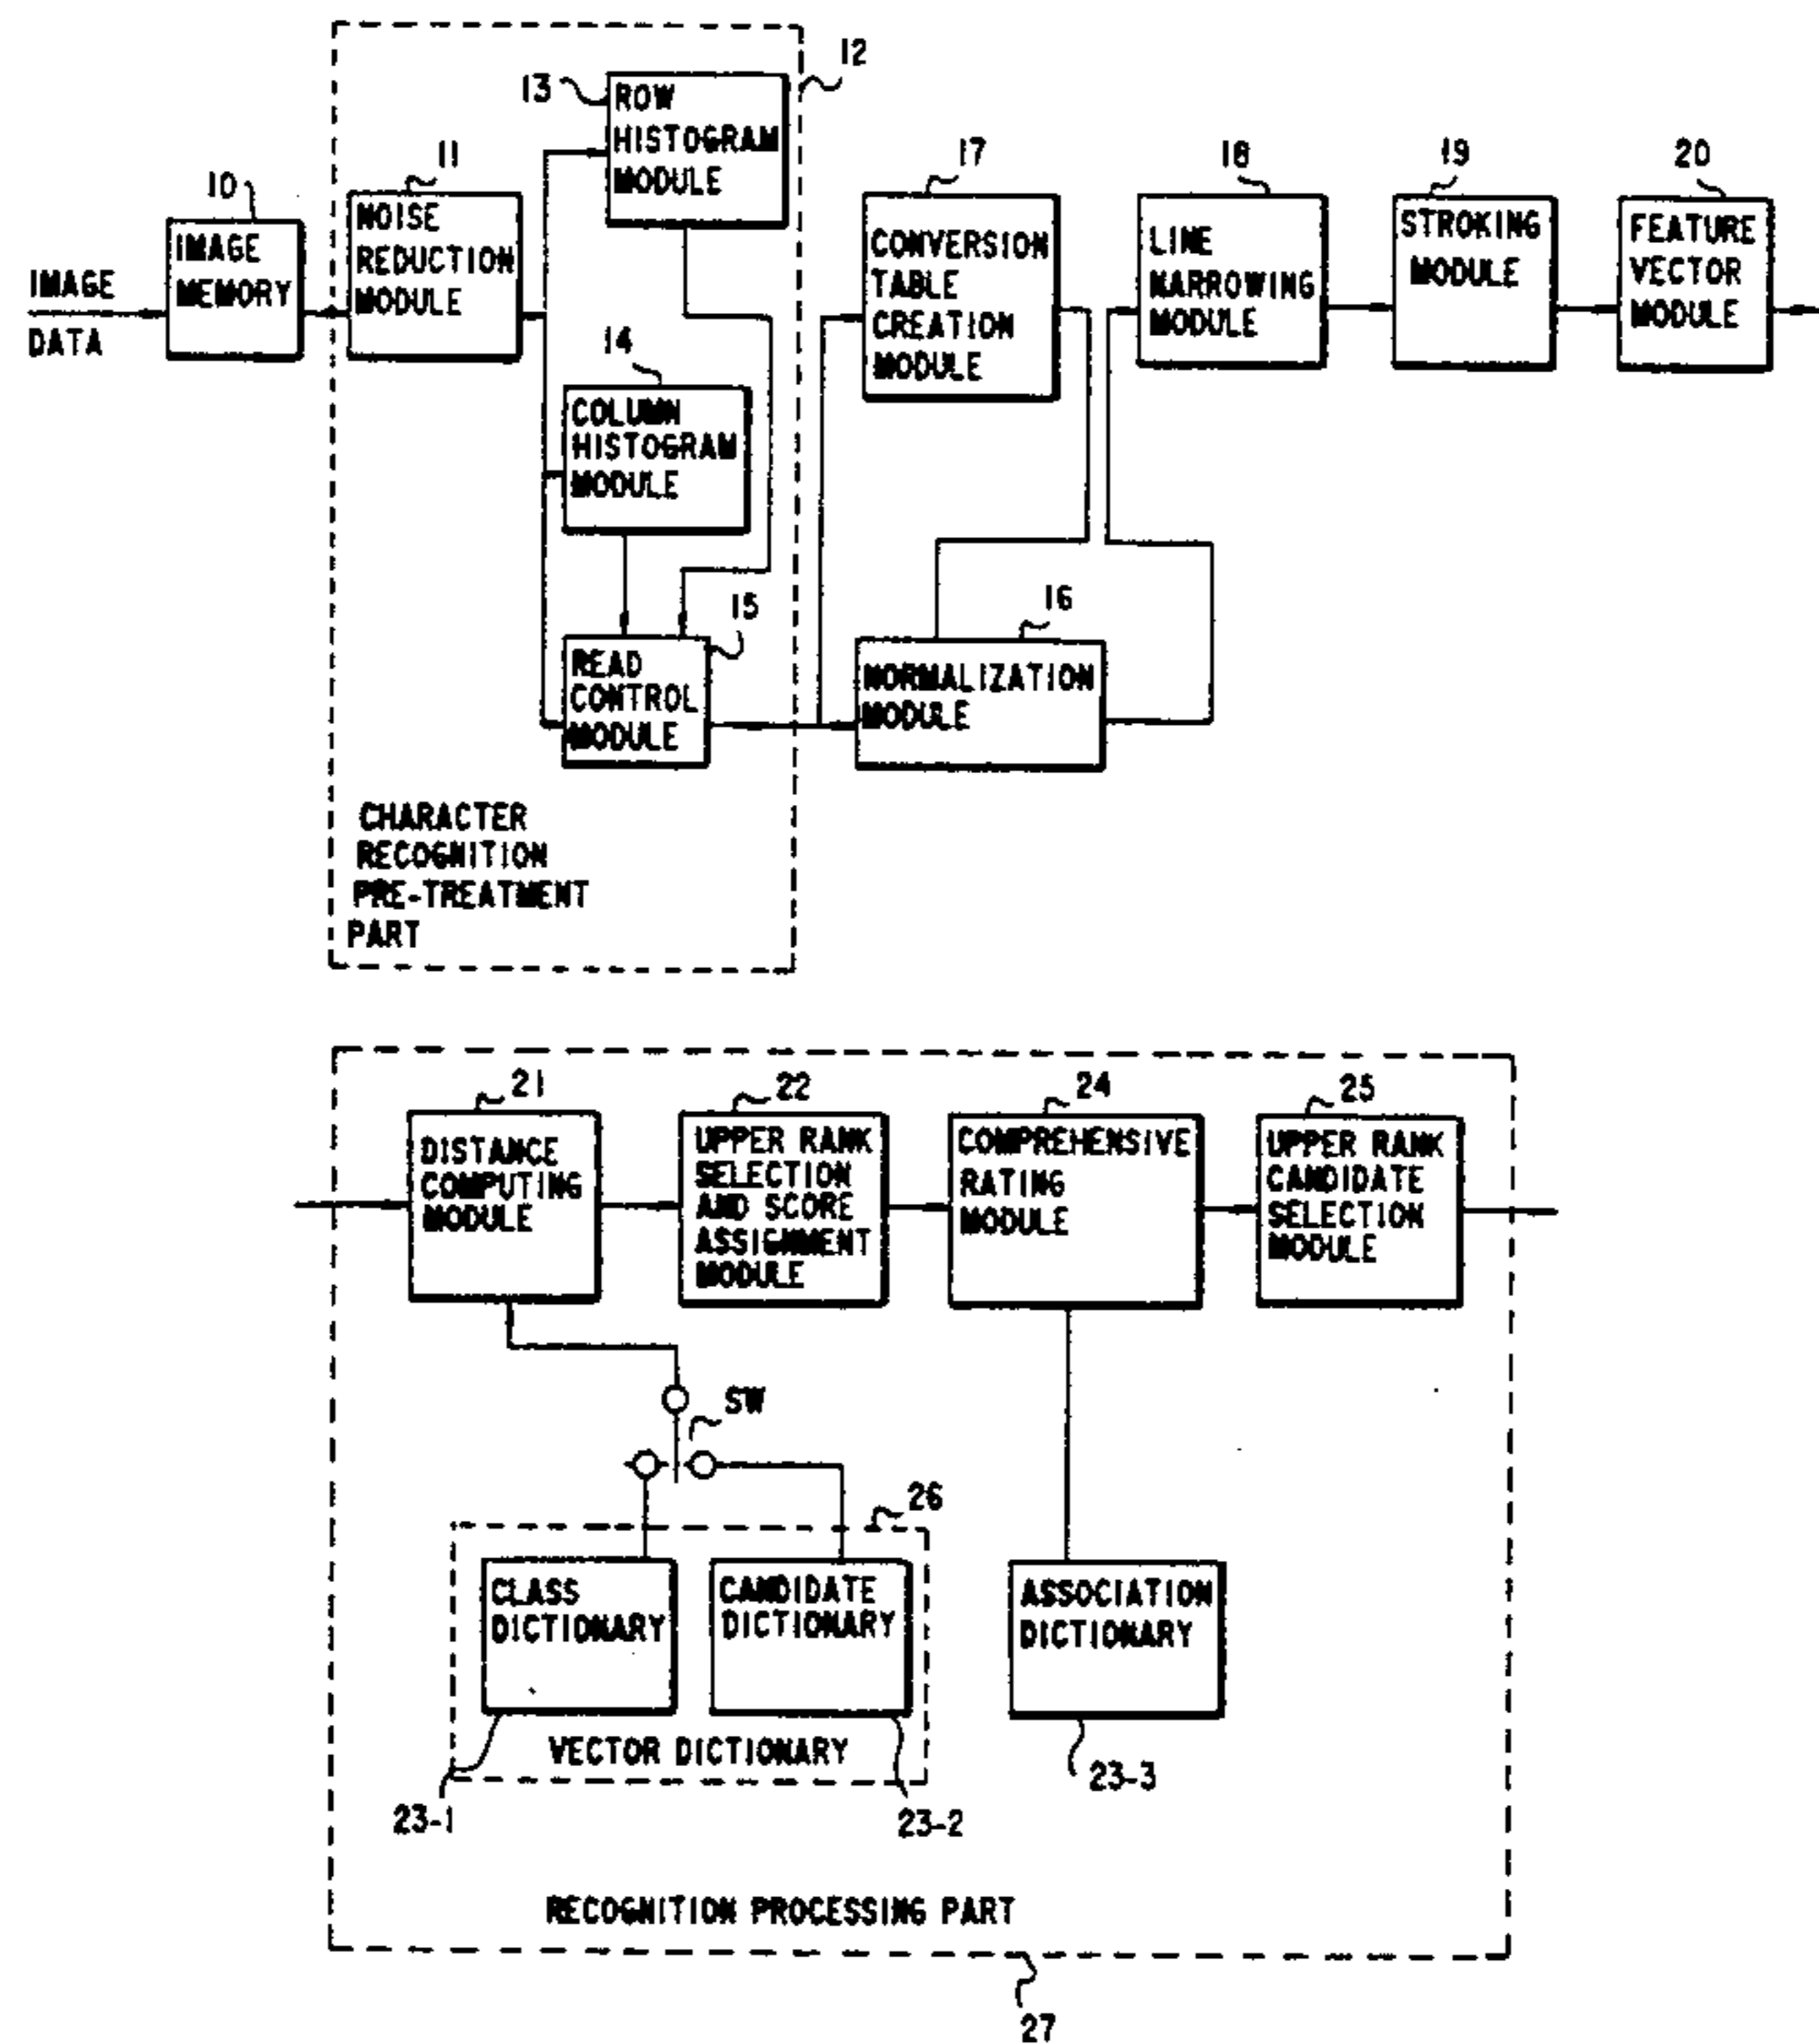 IMAGE
DATA
10
IMAGE
MEMORY
11
NOISE
REDUCTION
MODULE
12
13
ROW
HISTOGRAM
MODULE
14
COLUMN
HISTOGRAM
MODULE
15
READ
CONTROL
MODULE
CHARACTER
RECOGNITION
PRE-TREATMENT
PART
17
CONVERSION
TABLE
CREATION
MODULE
16
NORMALIZATION
MODULE
18
LINE
NARROWING
MODULE
19
STROKING
MODULE
20
FEATURE
VECTOR
MODULE
21
DISTANCE
COMPUTING
MODULE
22
UPPER RANK
SELECTION
AND SCORE
ASSIGNMENT
MODULE
24
COMPREHENSIVE
RATING
MODULE
25
UPPER RANK
CANDIDATE
SELECTION
MODULE
SW
26
CLASS
DICTIONARY
CANDIDATE
DICTIONARY
VECTOR DICTIONARY
23-1
23-2
ASSOCIATION
DICTIONARY
23-3
RECOGNITION PROCESSING PART
27